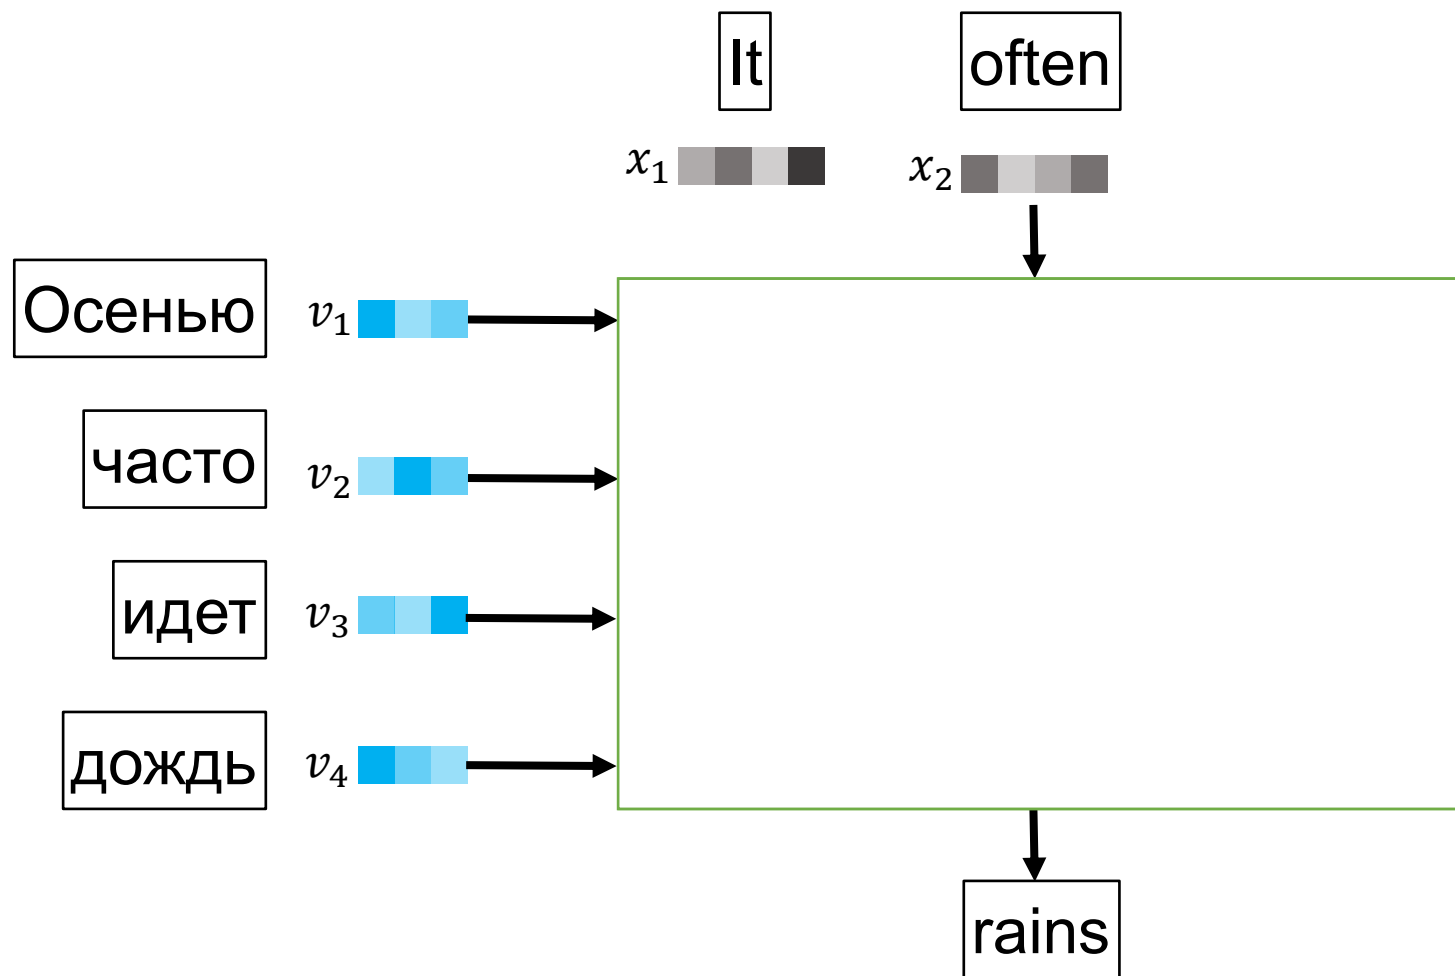 It often
x₁ x₂
Осенью v₁
часто v₂
идет v₃
дождь v₄
rains